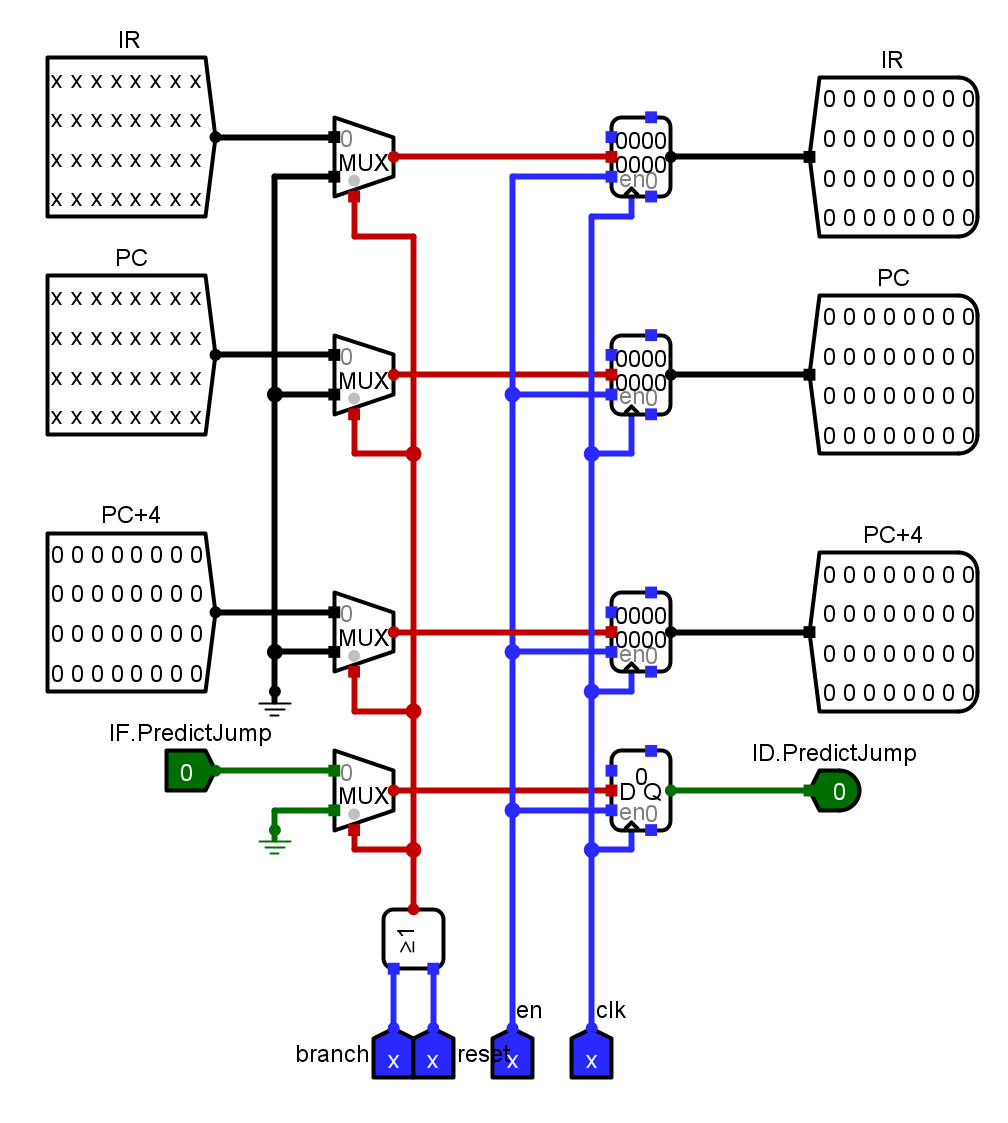 IR
x x x x x x x x
x x x x x x x x
x x x x x x x x
x x x x x x x x
0
MUX
0000
0000
en0
IR
0 0 0 0 0 0 0 0
0 0 0 0 0 0 0 0
0 0 0 0 0 0 0 0
0 0 0 0 0 0 0 0
PC
x x x x x x x x
x x x x x x x x
x x x x x x x x
x x x x x x x x
0
MUX
0000
0000
en0
PC
0 0 0 0 0 0 0 0
0 0 0 0 0 0 0 0
0 0 0 0 0 0 0 0
0 0 0 0 0 0 0 0
PC+4
0 0 0 0 0 0 0 0
0 0 0 0 0 0 0 0
0 0 0 0 0 0 0 0
0 0 0 0 0 0 0 0
0
MUX
0000
0000
en0
PC+4
0 0 0 0 0 0 0 0
0 0 0 0 0 0 0 0
0 0 0 0 0 0 0 0
0 0 0 0 0 0 0 0
IF.PredictJump
0
0
MUX
0
D Q
en0
ID.PredictJump
0
≥1
branch
x
x
reset
en
x
clk
x